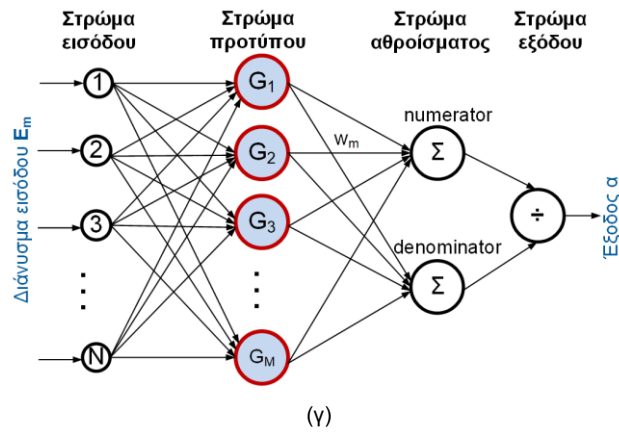 Στρώμα εισόδου
Στρώμα προτύπου
Στρώμα αθροίσματος
Στρώμα εξόδου
Διάνυσμα εισόδου Em
1
2
3
N
G1
G2
G3
GM
wm
numerator
Σ
denominator
Σ
÷
Έξοδος α
(γ)